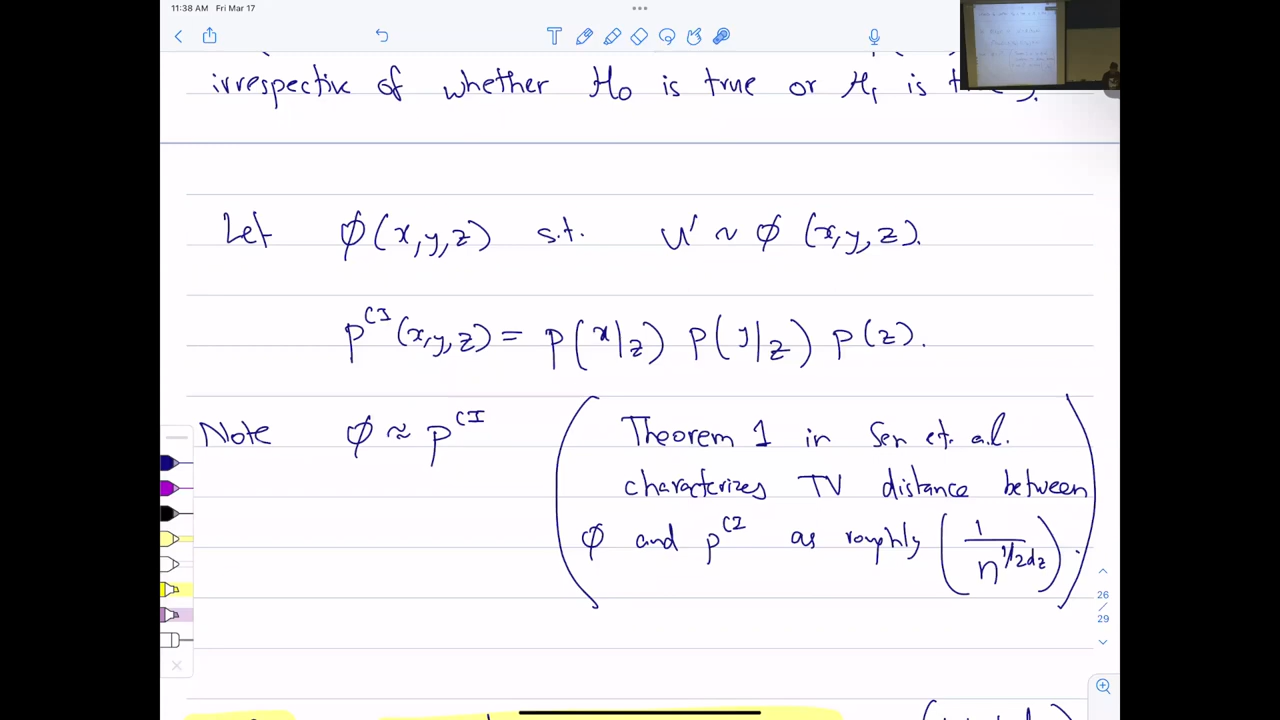 11:38 AM Fri Mar 17
irrespective of whether H₀ is true or H₁ is
Let ϕ(x,y,z) s.t. U' ~ ϕ (x,y,z).
p^{CI}(x,y,z) = p(x|z) p(y|z) p(z).
Note ϕ ≈ p^{CI}
(Theorem 1 in Sen et. al.
characterizes TV distance between
ϕ and p^{CI} as roughly (1/n^{1/2dz}).)
26
/
29